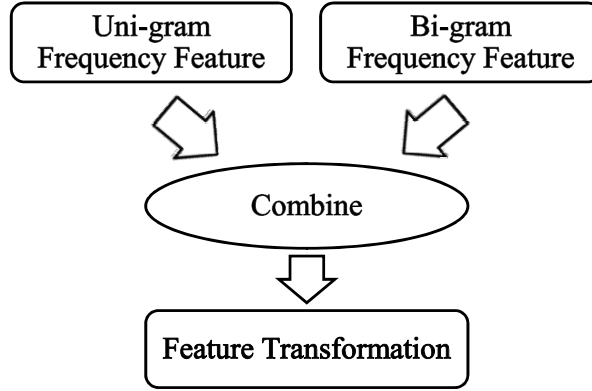 Uni-gram
Frequency Feature
Bi-gram
Frequency Feature
Combine
Feature Transformation